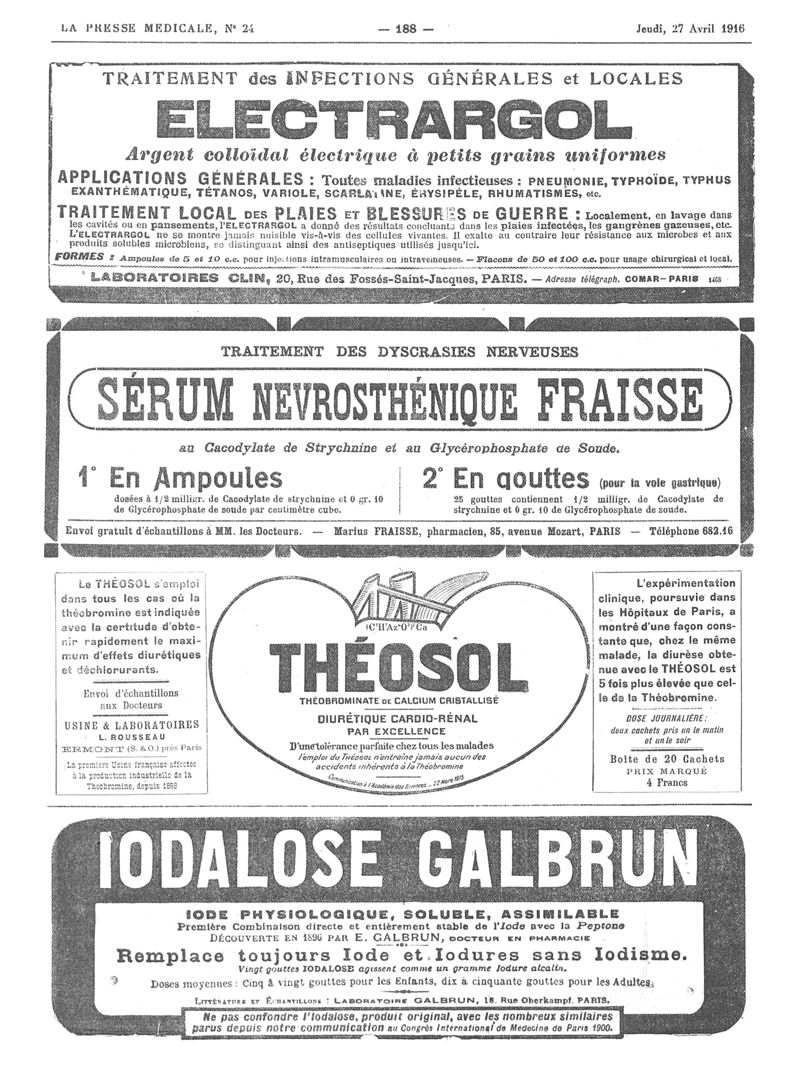 LA PRESSE MEDICALE, N° 24 — 188 — Jeudi, 27 Avril 1916
TRAITEMENT des INFECTIONS GÉNÉRALES et LOCALES
ELECTRARGOL
Argent colloïdal électrique à petits grains uniformes
APPLICATIONS GÉNÉRALES : Toutes maladies infectieuses : PNEUMONIE, TYPHOÏDE, TYPHUS
EXANTHÉMATIQUE, TÉTANOS, VARIOLE, SCARLATINE, ÉRYSIPÈLE, RHUMATISMES, etc.
TRAITEMENT LOCAL DES PLAIES ET BLESSURES DE GUERRE : Localement, en lavage dans
les cavités ou en pansements, l'ELECTRARGOL a donné des résultats concluants dans les plaies infectées, les gangrènes gazeuses, etc.
L'ELECTRARGOL ne se montre jamais nuisible vis-à-vis des cellules vivantes. Il exalte au contraire leur résistance aux microbes et aux
produits solubles microbiens, se distinguant ainsi des antiseptiques utilisés jusqu'ici.
FORMES : Ampoules de 5 et 10 c.c. pour injections intramusculaires ou intraveineuses. — Flacons de 50 et 100 c.c. pour usage chirurgical et local.
LABORATOIRES CLIN, 20, Rue des Fossés-Saint-Jacques, PARIS. — Adresse télégraph. COMAR-PARIS 1468
TRAITEMENT DES DYSCRASIES NERVEUSES
SÉRUM NEVROSTHÉNIQUE FRAISSE
au Cacodylate de Strychnine et au Glycérophosphate de Soude.
1° En Ampoules
dosées à 1/2 milligr. de Cacodylate de strychnine et 0 gr. 10
de Glycérophosphate de soude par centimètre cube.
2° En gouttes (pour la voie gastrique)
25 gouttes contiennent 1/2 milligr. de Cacodylate de
strychnine et 0 gr. 10 de Glycérophosphate de soude.
Envoi gratuit d'échantillons à MM. les Docteurs. — Marius FRAISSE, pharmacien, 85, avenue Mozart, PARIS — Téléphone 682.16
Le THÉOSOL s'emploi
dans tous les cas où la
théobromine est indiquée
avec la certitude d'obte-
nir rapidement le maxi-
mum d'effets diurétiques
et déchlorurants.
Envoi d'échantillons
aux Docteurs
USINE & LABORATOIRES
L. ROUSSEAU
ERMONT (S.&O.) près Paris
La première Usine française affectée
à la production industrielle de la
Théobromine, depuis 1898
(C⁷H⁷Az⁴O²)²Ca
THÉOSOL
THÉOBROMINATE DE CALCIUM CRISTALLISÉ
DIURÉTIQUE CARDIO-RÉNAL
PAR EXCELLENCE
D'une tolérance parfaite chez tous les malades
l'emploi du Théosol n'entraîne jamais aucun des
accidents inhérents à la Théobromine
Communication à l'Académie des Sciences _ 22 Mars 1915
L'expérimentation
clinique, poursuvie dans
les Hôpitaux de Paris, a
montré d'une façon cons-
tante que, chez le même
malade, la diurèse obte-
nue avec le THÉOSOL est
5 fois plus élevée que cel-
le de la Théobromine.
DOSE JOURNALIÈRE:
deux cachets pris un le matin
et un le soir
Boîte de 20 Cachets
PRIX MARQUÉ
4 Francs
IODALOSE GALBRUN
IODE PHYSIOLOGIQUE, SOLUBLE, ASSIMILABLE
Première Combinaison directe et entièrement stable de l'Iode avec la Peptone
DÉCOUVERTE EN 1896 PAR E. GALBRUN, DOCTEUR EN PHARMACIE
Remplace toujours Iode et Iodures sans Iodisme.
Vingt gouttes IODALOSE agissent comme un gramme Iodure alcalin.
Doses moyennes : Cinq à vingt gouttes pour les Enfants, dix à cinquante gouttes pour les Adultes.
LITTÉRATURE ET ÉCHANTILLONS : LABORATOIRE GALBRUN, 18, Rue Oberkampf, PARIS.
Ne pas confondre l'Iodalose, produit original, avec les nombreux similaires
parus depuis notre communication au Congrès International de Médecine de Paris 1900.